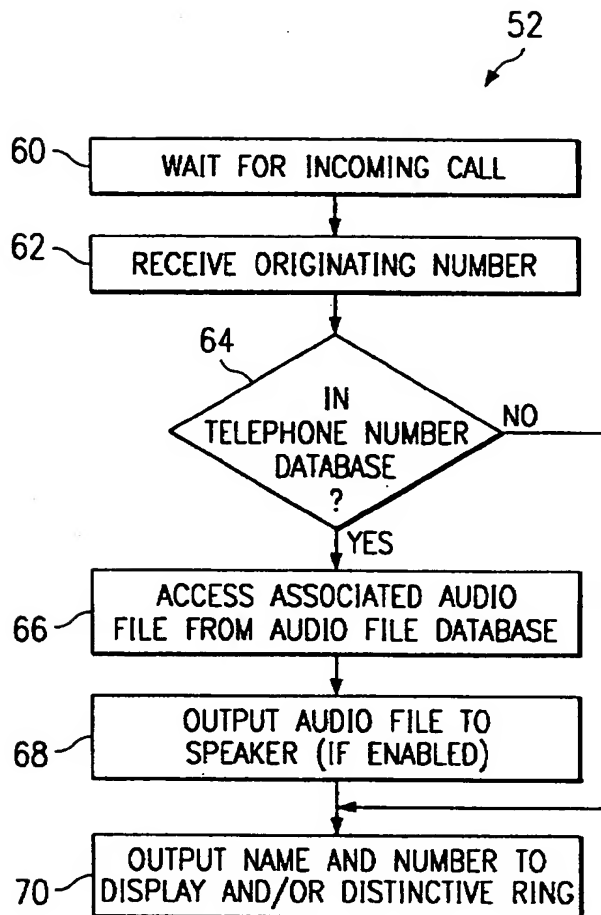 52
60
WAIT FOR INCOMING CALL
62
RECEIVE ORIGINATING NUMBER
64
IN
TELEPHONE NUMBER
DATABASE
?
NO
YES
66
ACCESS ASSOCIATED AUDIO
FILE FROM AUDIO FILE DATABASE
68
OUTPUT AUDIO FILE TO
SPEAKER (IF ENABLED)
70
OUTPUT NAME AND NUMBER TO
DISPLAY AND/OR DISTINCTIVE RING